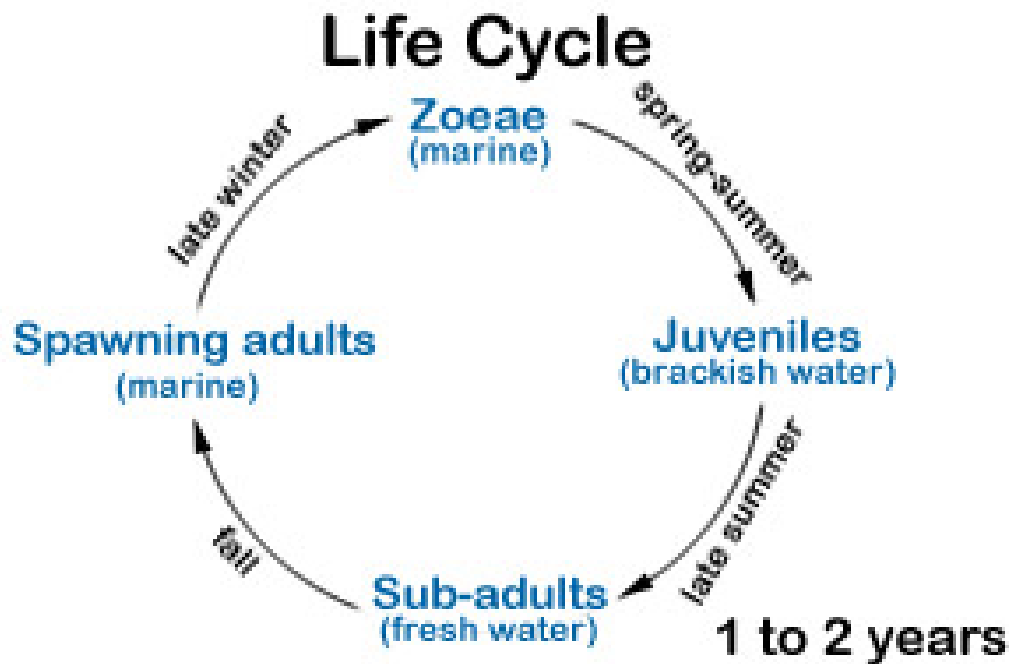 Life Cycle
Zoeae
(marine)
spring-summer
Juveniles
(brackish water)
late summer
Sub-adults
(fresh water)
fall
Spawning adults
(marine)
late winter
1 to 2 years